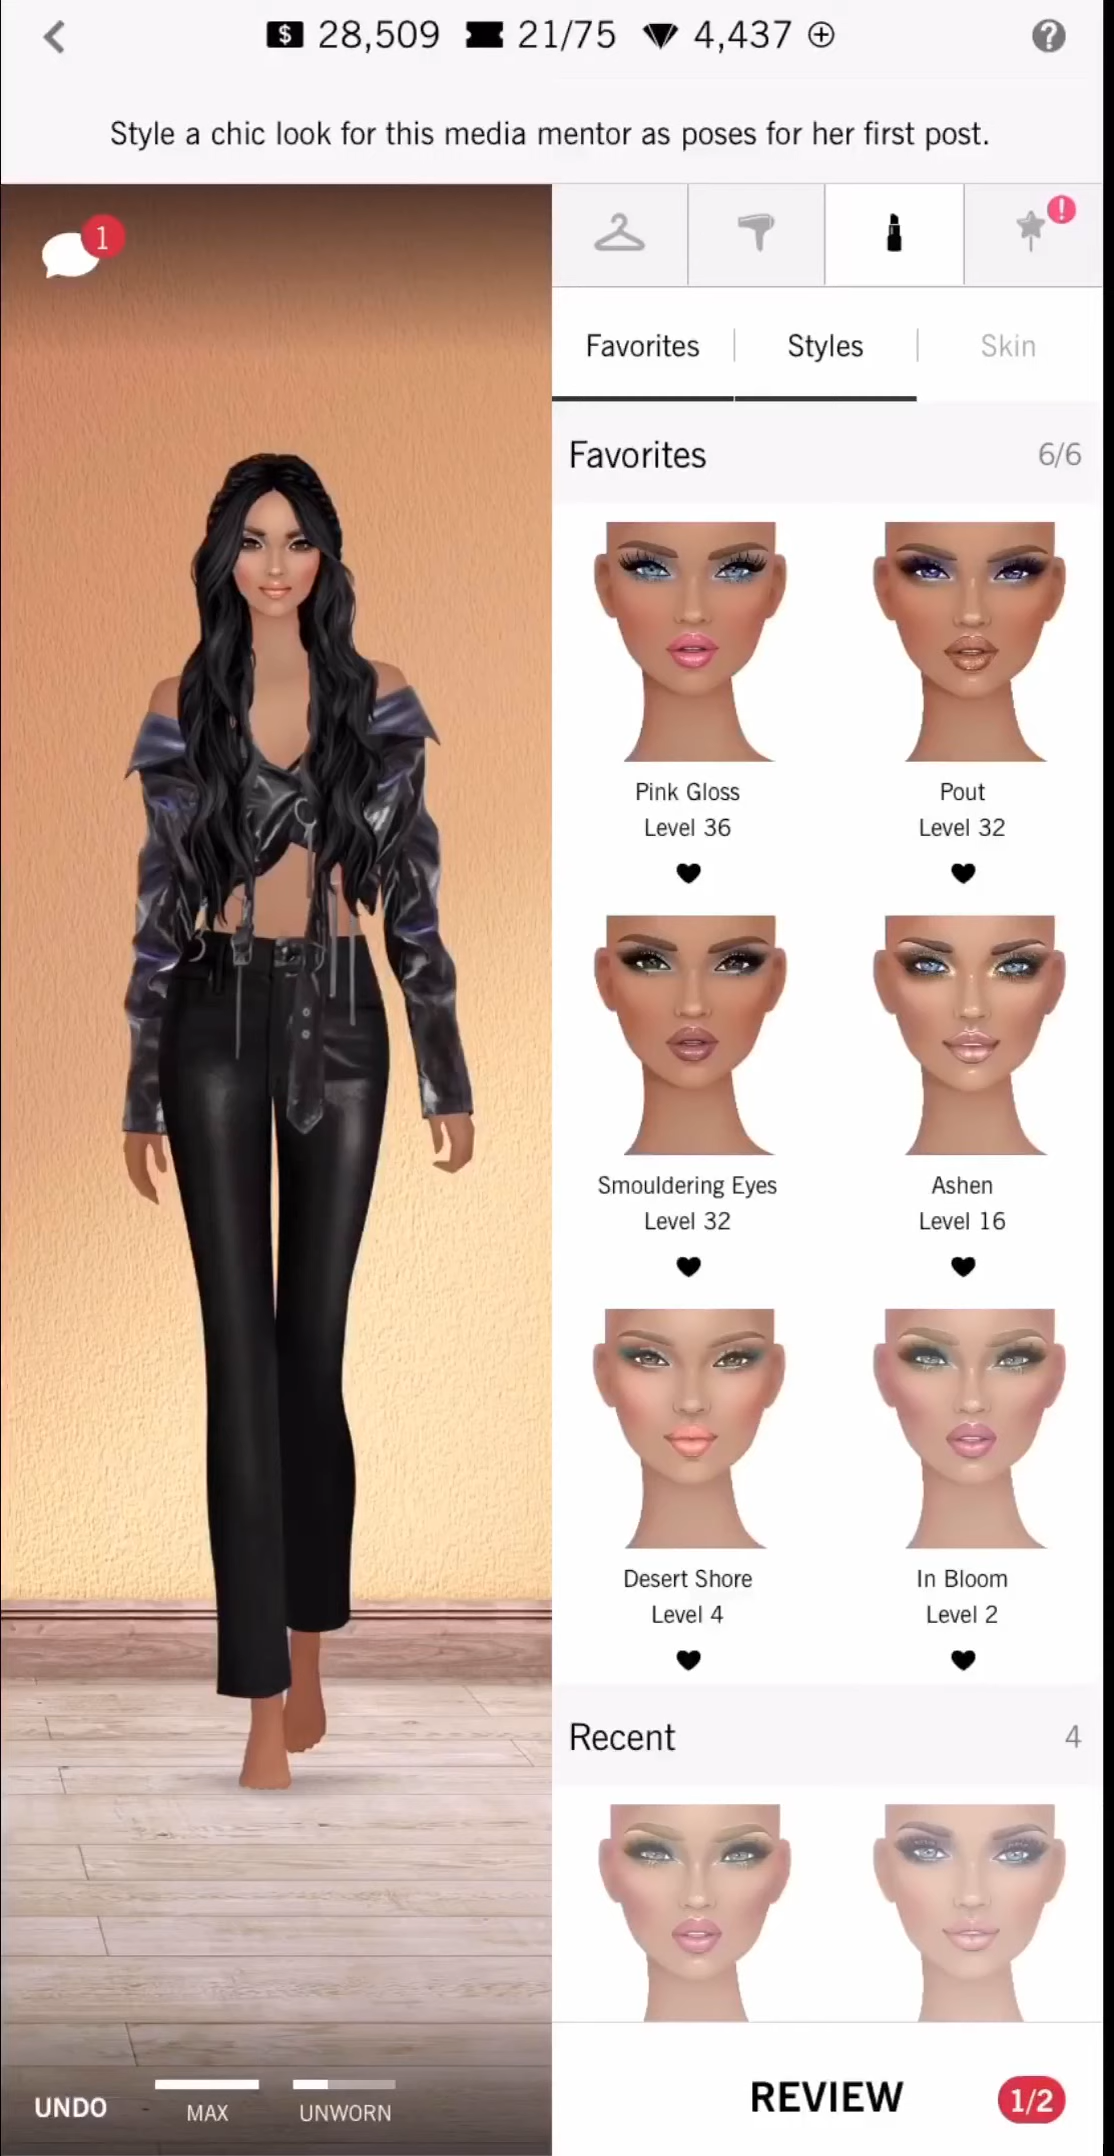 $ 28,509 21/75 4,437 + ?
Style a chic look for this media mentor as poses for her first post.
1
!
Favorites Styles Skin
Favorites 6/6
Pink Gloss Pout
Level 36 Level 32
Smouldering Eyes Ashen
Level 32 Level 16
Desert Shore In Bloom
Level 4 Level 2
Recent 4
UNDO MAX UNWORN
REVIEW 1/2